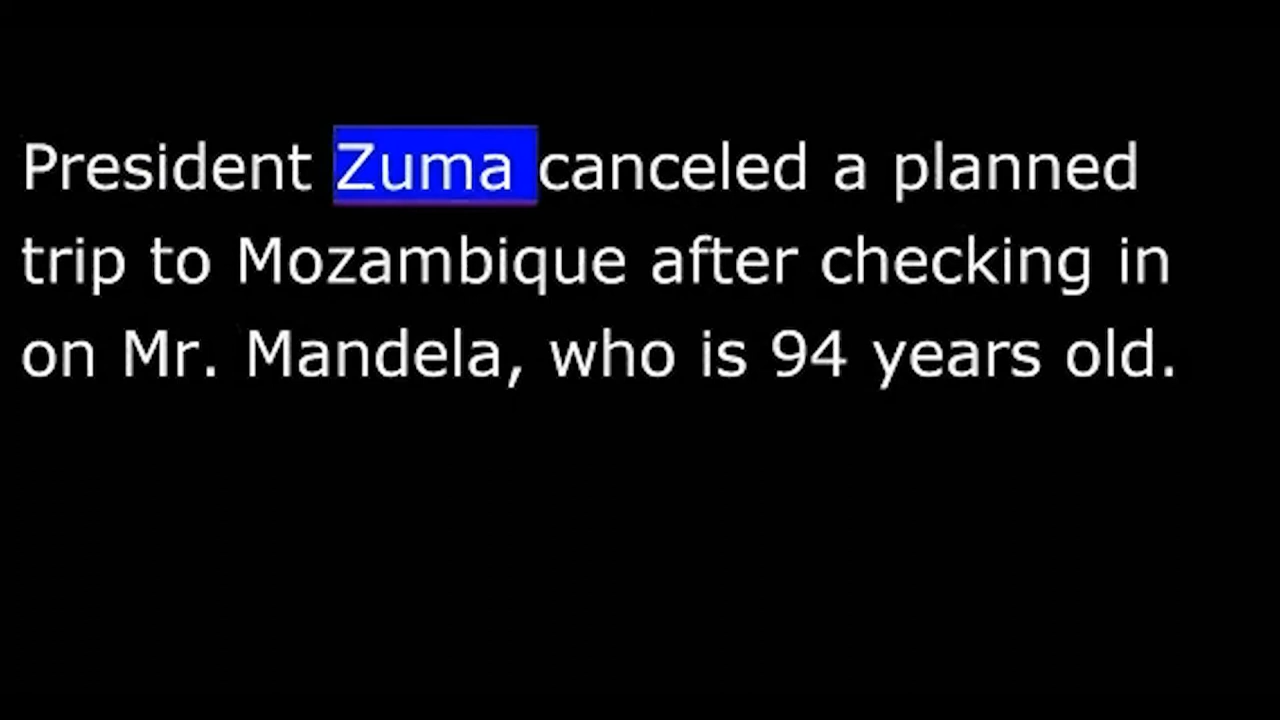 President Zuma canceled a planned
trip to Mozambique after checking in
on Mr. Mandela, who is 94 years old.